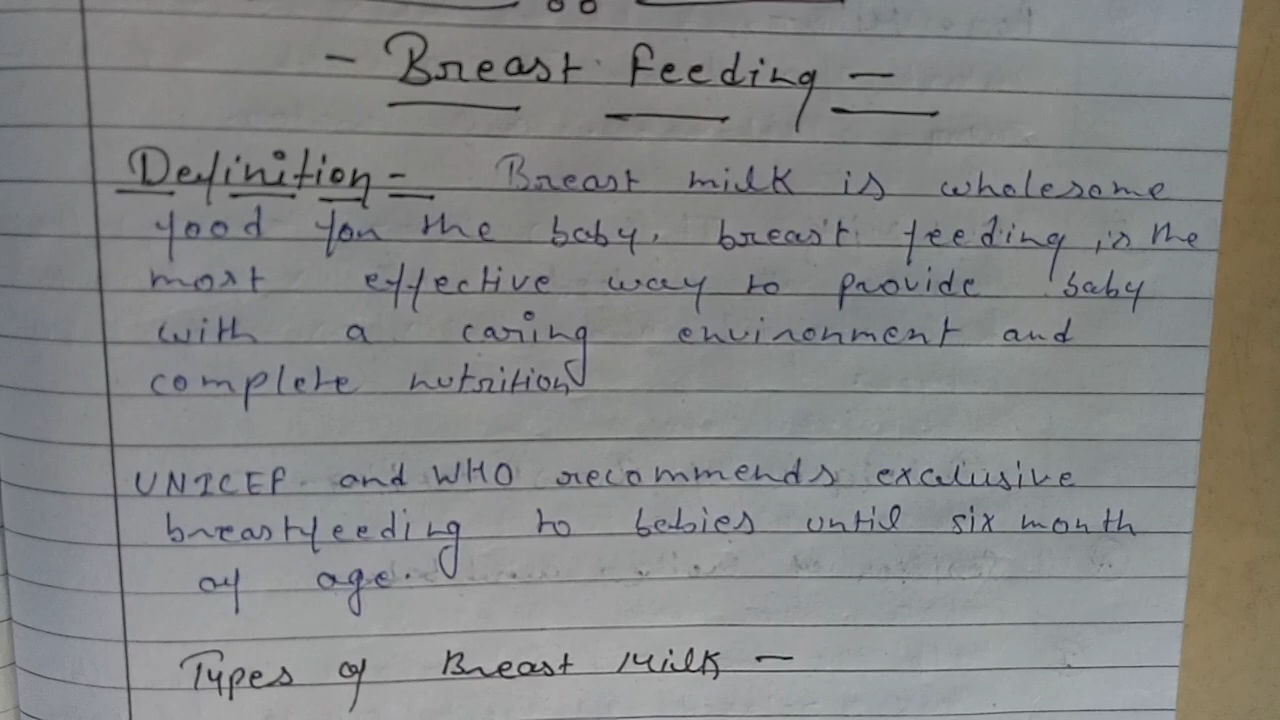 - Breast feeding -
Definition - Breast milk is wholesome
food for the baby. breast feeding is the
most effective way to provide baby
with a caring environment and
complete nutrition
UNICEF and WHO recommends exclusive
breastfeeding to babies until six month
of age.
Types of Breast Milk -